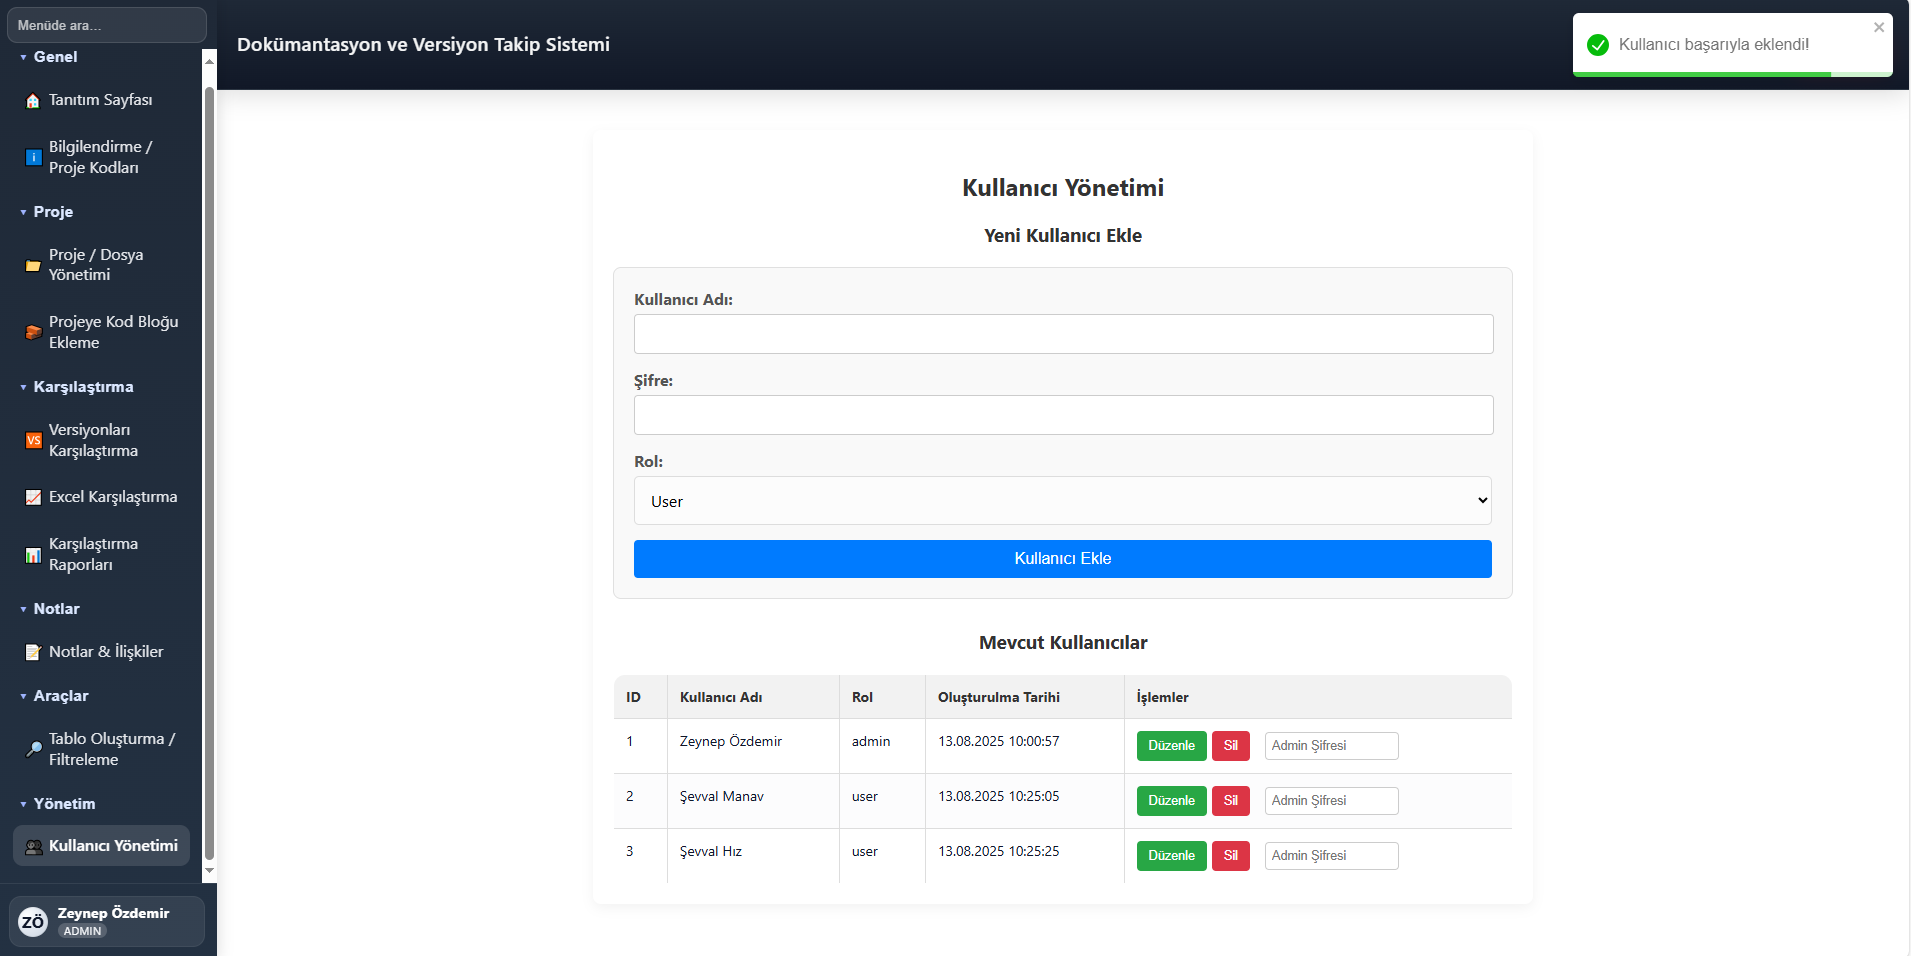 Menüde ara...
Genel
Tanıtım Sayfası
Bilgilendirme /
Proje Kodları
Proje
Proje / Dosya
Yönetimi
Projeye Kod Bloğu
Ekleme
Karşılaştırma
VS
Versiyonları
Karşılaştırma
Excel Karşılaştırma
Karşılaştırma
Raporları
Notlar
Notlar & İlişkiler
Araçlar
Tablo Oluşturma /
Filtreleme
Yönetim
Kullanıcı Yönetimi
ZÖ
Zeynep Özdemir
ADMIN
Dokümantasyon ve Versiyon Takip Sistemi
Kullanıcı başarıyla eklendi!
Kullanıcı Yönetimi
Yeni Kullanıcı Ekle
Kullanıcı Adı:
Şifre:
Rol:
User
Kullanıcı Ekle
Mevcut Kullanıcılar
ID Kullanıcı Adı Rol Oluşturulma Tarihi İşlemler
1 Zeynep Özdemir admin 13.08.2025 10:00:57 Düzenle Sil Admin Şifresi
2 Şevval Manav user 13.08.2025 10:25:05 Düzenle Sil Admin Şifresi
3 Şevval Hız user 13.08.2025 10:25:25 Düzenle Sil Admin Şifresi